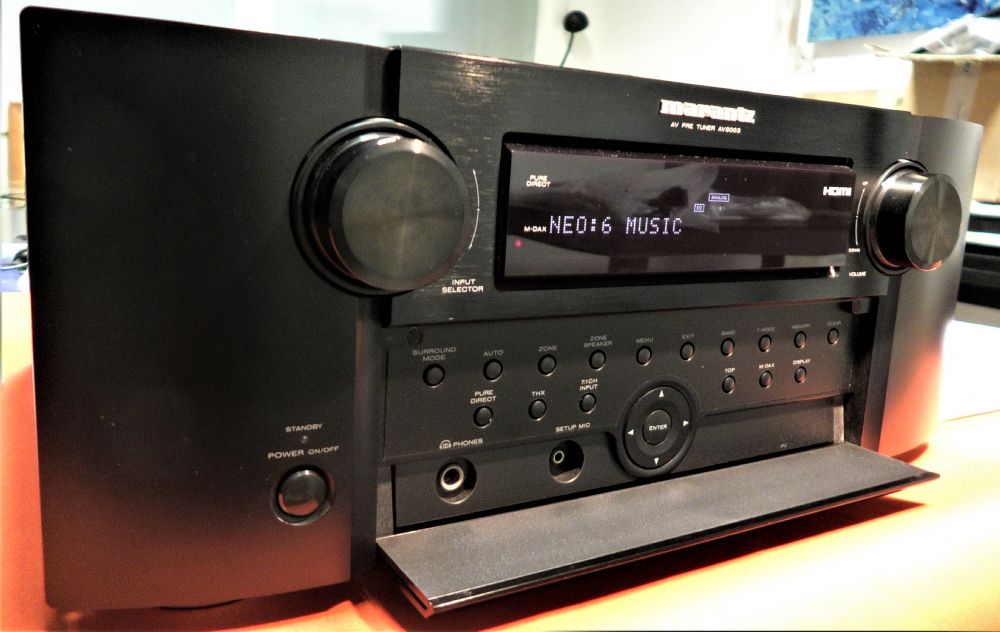 marantz
AV PRE TUNER AV8003
PURE
DIRECT
HDMI
ANALOG
M-DAX
NEO:6 MUSIC
UP
DOWN
VOLUME
INPUT
SELECTOR
SURROUND
MODE
AUTO
ZONE
ZONE
SPEAKER
MENU
EXIT
BAND
T-MODE
MEMORY
CLEAR
PURE
DIRECT
THX
7.1CH
INPUT
TOP
M-DAX
DISPLAY
ENTER
STANDBY
POWER ON/OFF
PHONES
SETUP MIC